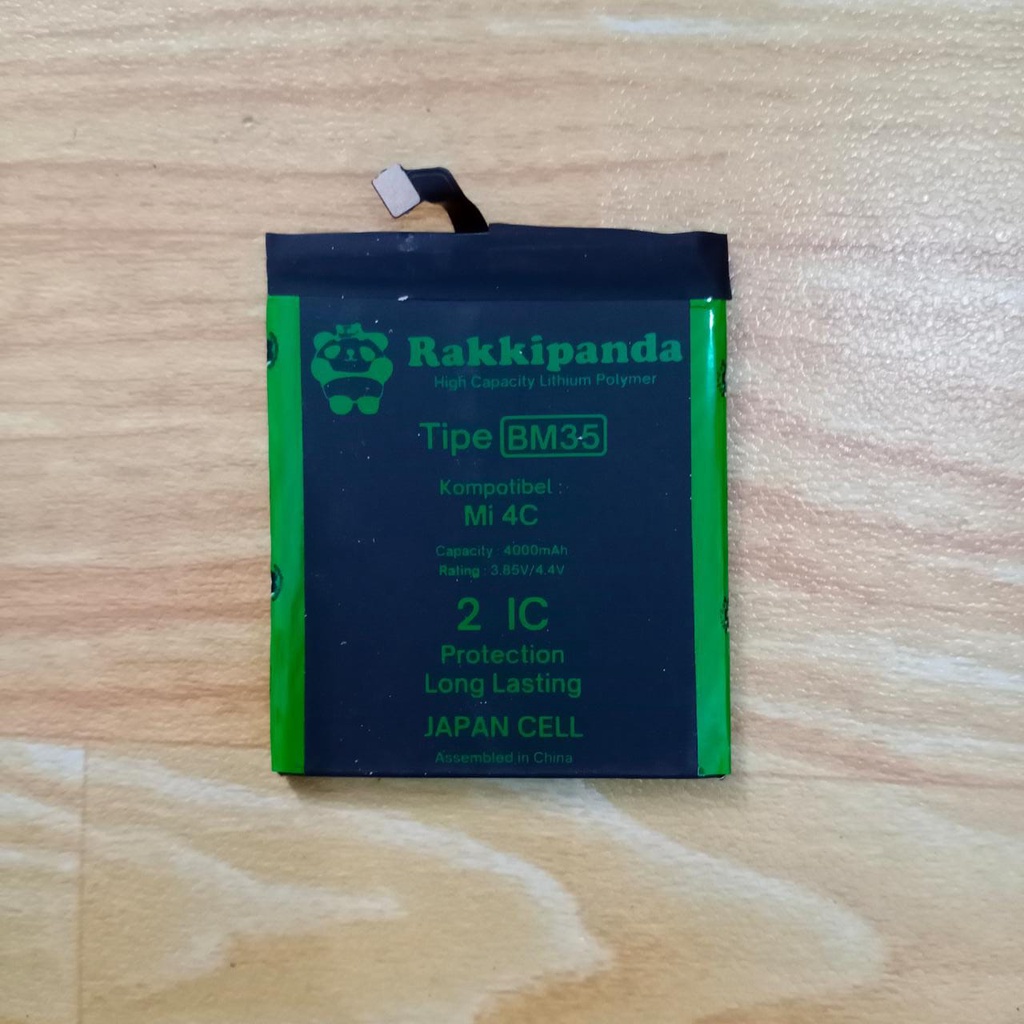 Rakkipanda
High Capacity Lithium Polymer
Tipe BM35
Kompotibel :
Mi 4C
Capacity : 4000mAh
Rating : 3.85V/4.4V
2 IC
Protection
Long Lasting
JAPAN CELL
Assembled in China